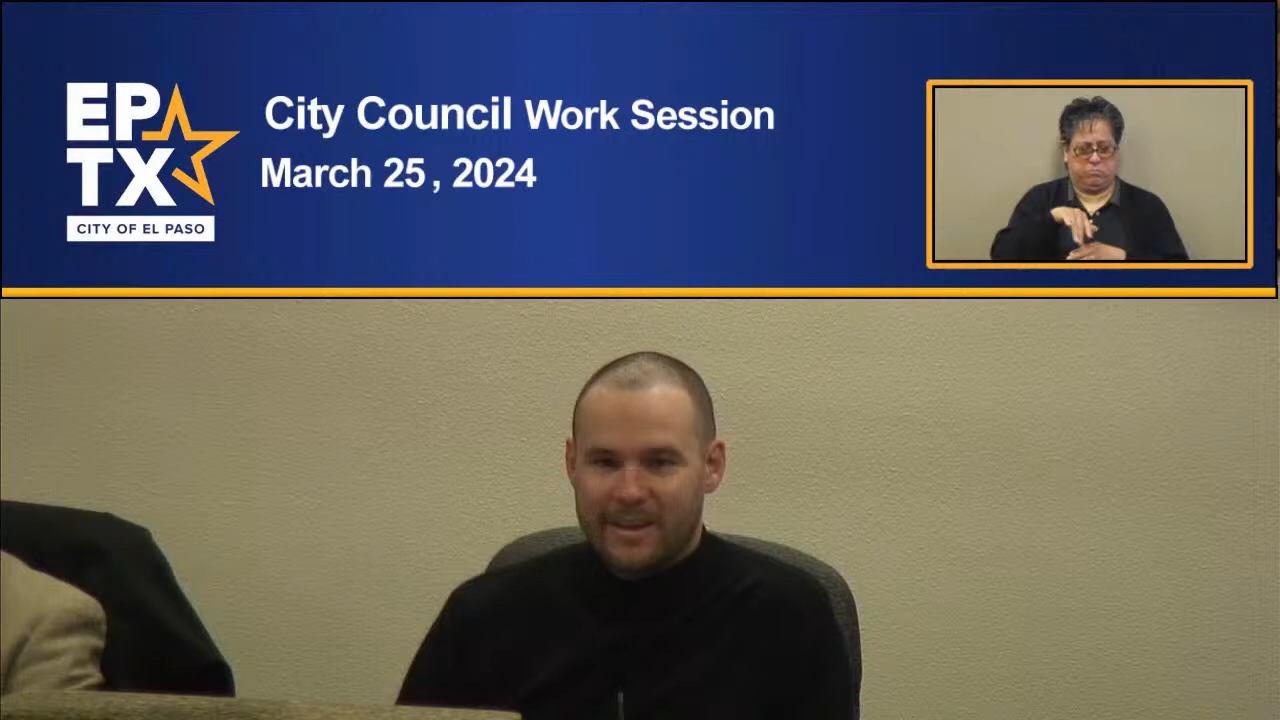 EP
TX
CITY OF EL PASO
City Council Work Session
March 25, 2024